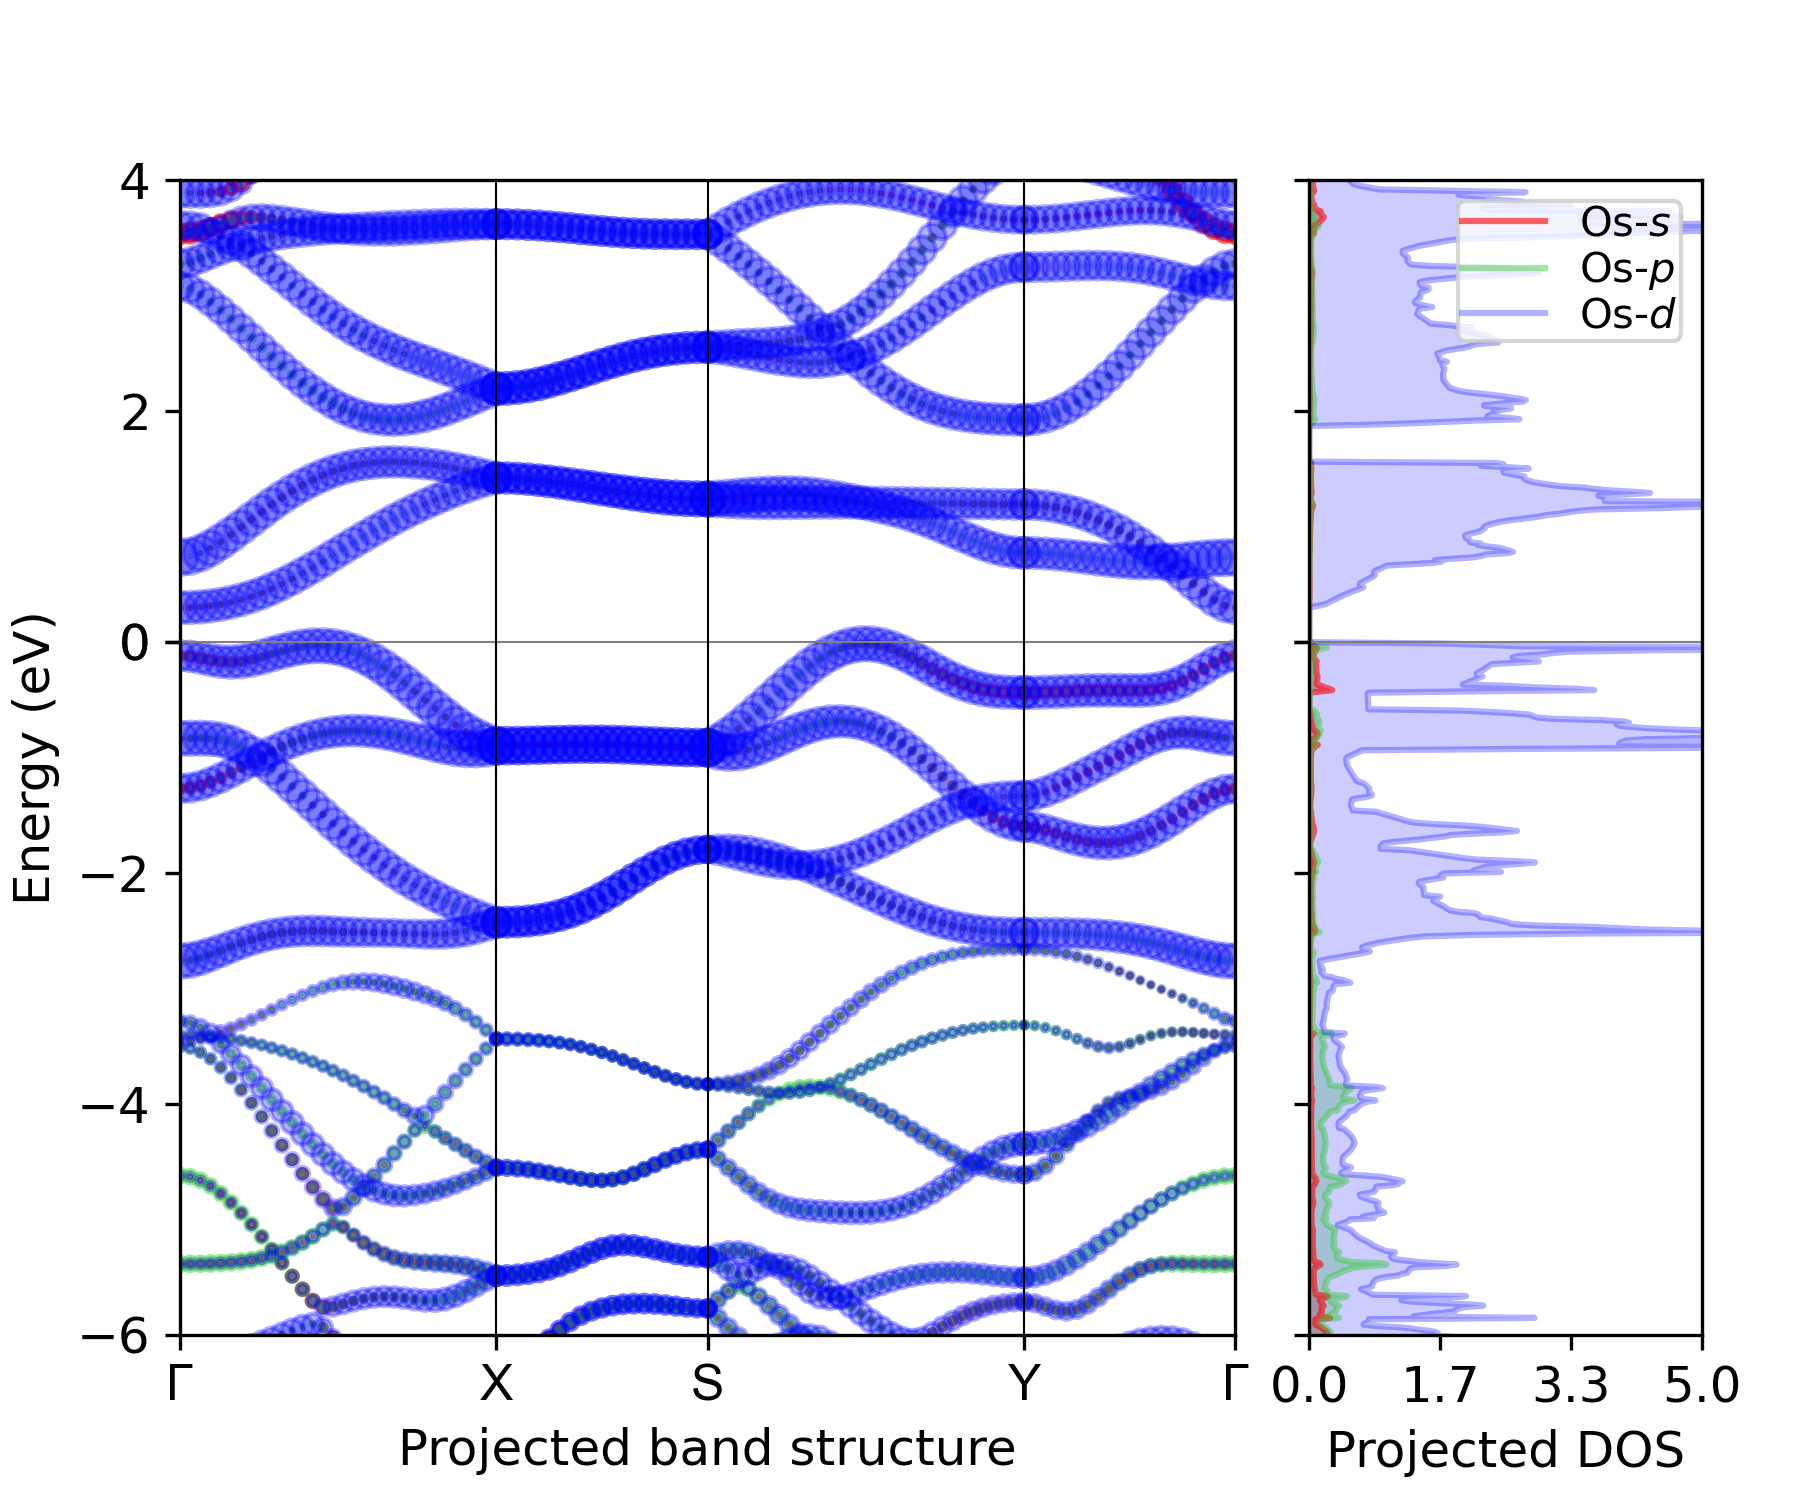 4
2
0
−2
−4
−6
Energy (eV)
Γ X S Y Γ
Projected band structure
Os-s
Os-p
Os-d
0.0 1.7 3.3 5.0
Projected DOS